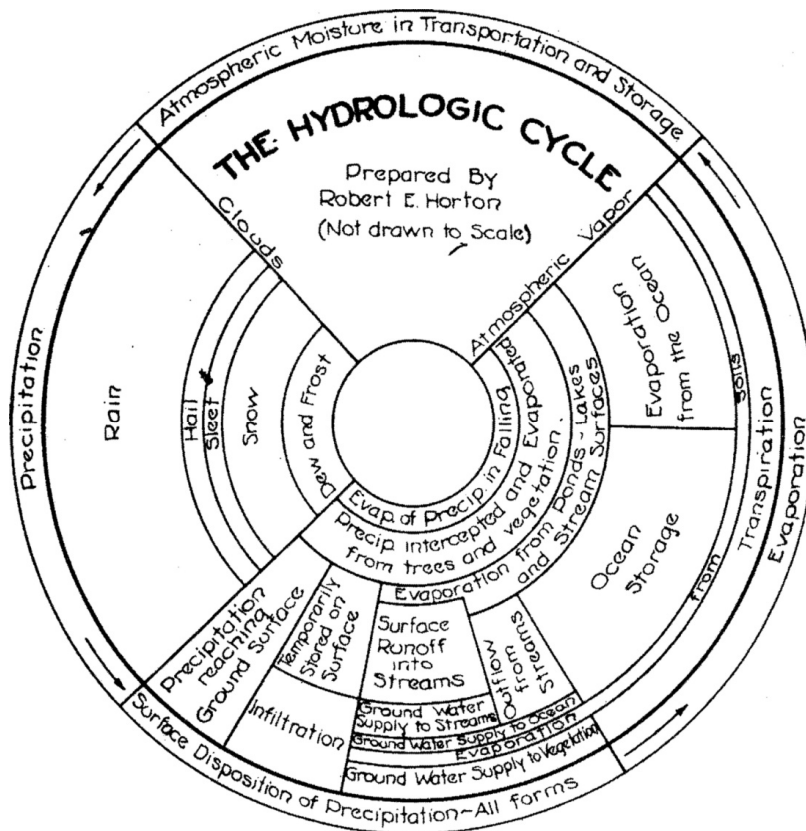 Atmospheric Moisture in Transportation and Storage
THE HYDROLOGIC CYCLE
Prepared By
Robert E. Horton
(Not drawn to Scale)
Clouds
Atmospheric Vapor
Precipitation
Rain
Hail
Sleet
Snow
Dew and Frost
Evap. of Precip. in Falling
Precip intercepted and Evaporated
from trees and vegetation.
Evaporation from Ponds - Lakes
and Stream Surfaces
Evaporation
from the Ocean
Ocean
Storage
Evaporation
from
soils
Transpiration
Evaporation
Precipitation
reaching
Ground Surface
Temporarily
Stored on
Surface
Infiltration
Surface
Runoff
into
Streams
Outflow
from
Streams
Ground Water
Supply to Streams
Ground Water Supply to Ocean
Ground Water Supply to Vegetation
Surface Disposition of Precipitation-All forms